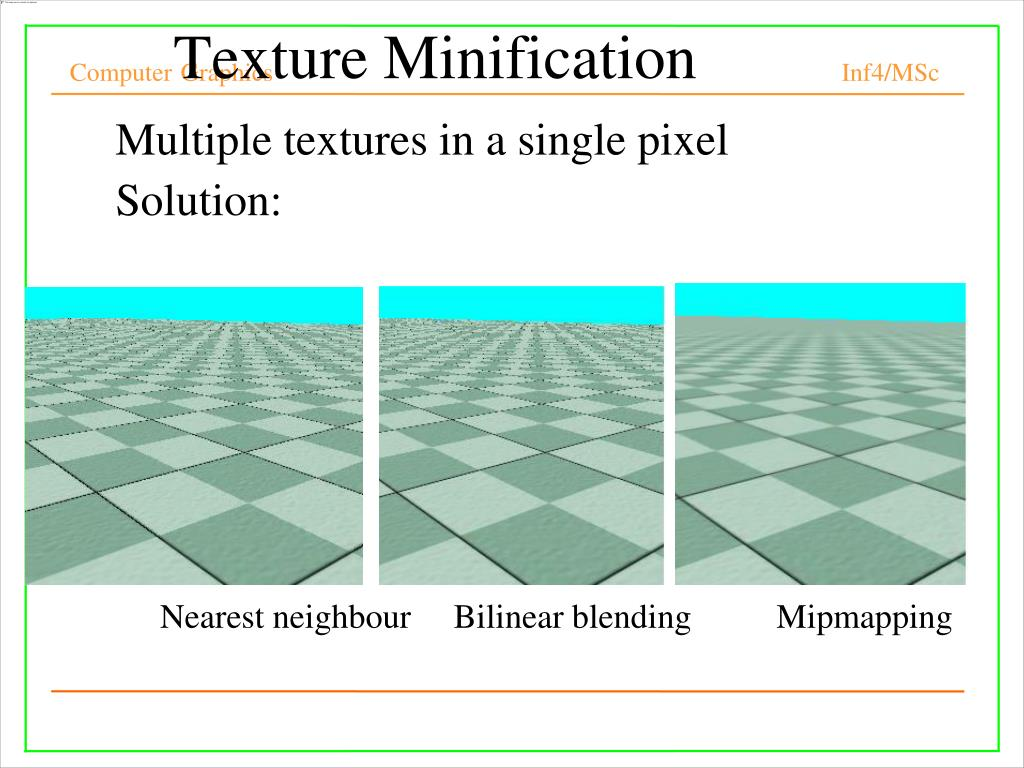 Texture Minification
Computer Graphics
Inf4/MSc
Multiple textures in a single pixel
Solution:
Nearest neighbour
Bilinear blending
Mipmapping